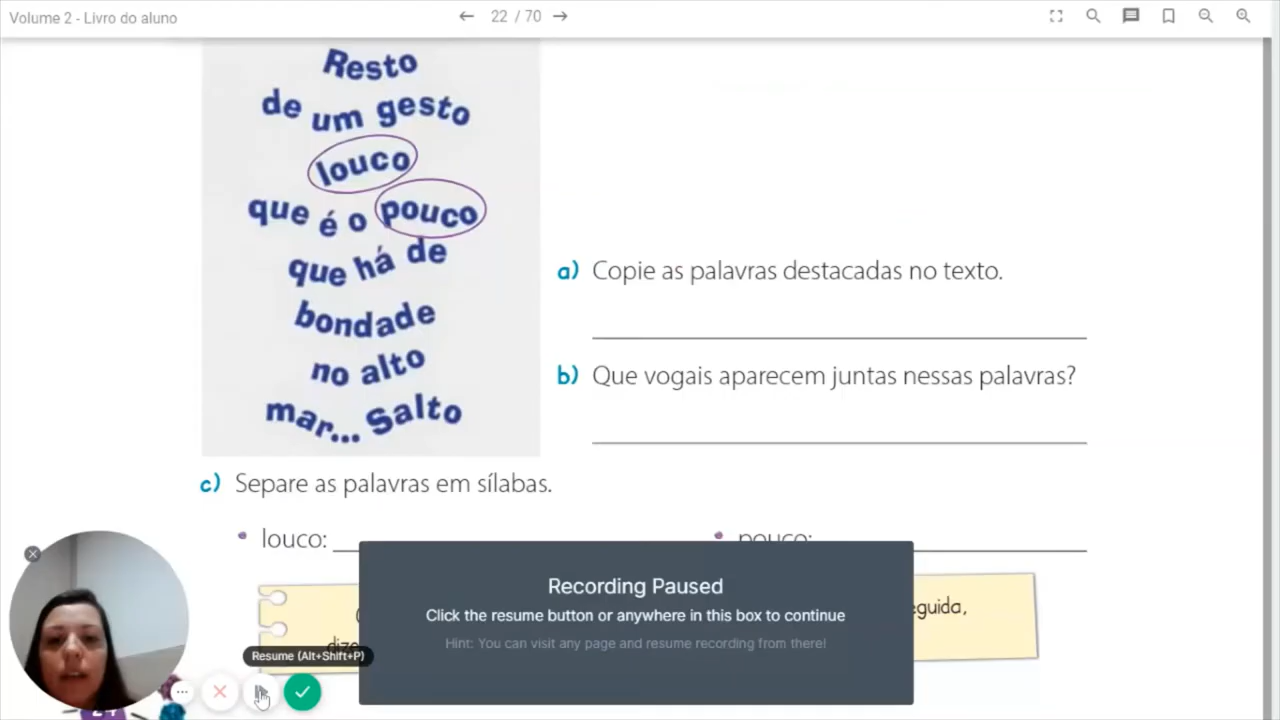 Volume 2 - Livro do aluno
22 / 70
Resto
de um gesto
louco
que é o pouco
que há de
bondade
no alto
mar... Salto
a) Copie as palavras destacadas no texto.
b) Que vogais aparecem juntas nessas palavras?
c) Separe as palavras em sílabas.
• louco:
• pouco:
Recording Paused
Click the resume button or anywhere in this box to continue
Hint: You can visit any page and resume recording from there!
Resume (Alt+Shift+P)